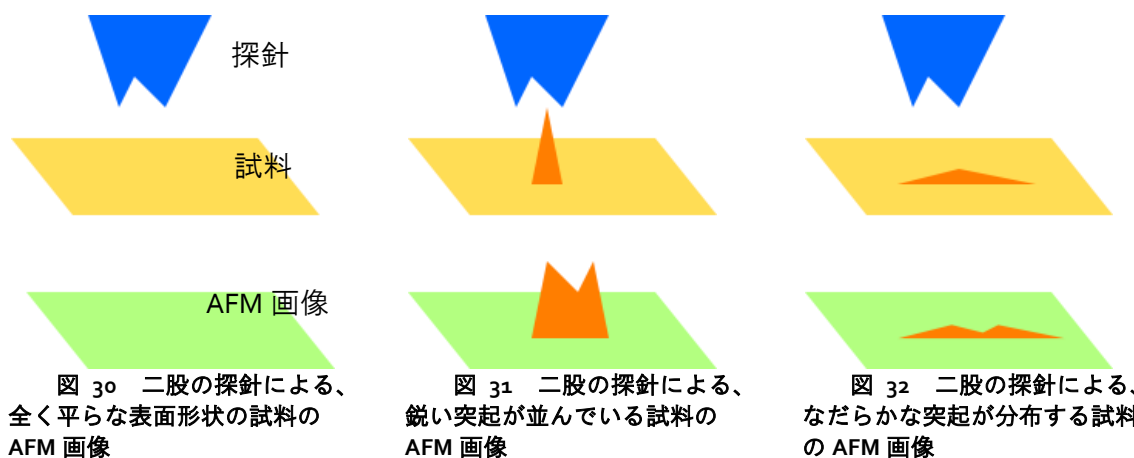 探針
試料
AFM 画像
図 30 二股の探針による、
全く平らな表面形状の試料の
AFM 画像
図 31 二股の探針による、
鋭い突起が並んでいる試料の
AFM 画像
図 32 二股の探針による、
なだらかな突起が分布する試料
の AFM 画像